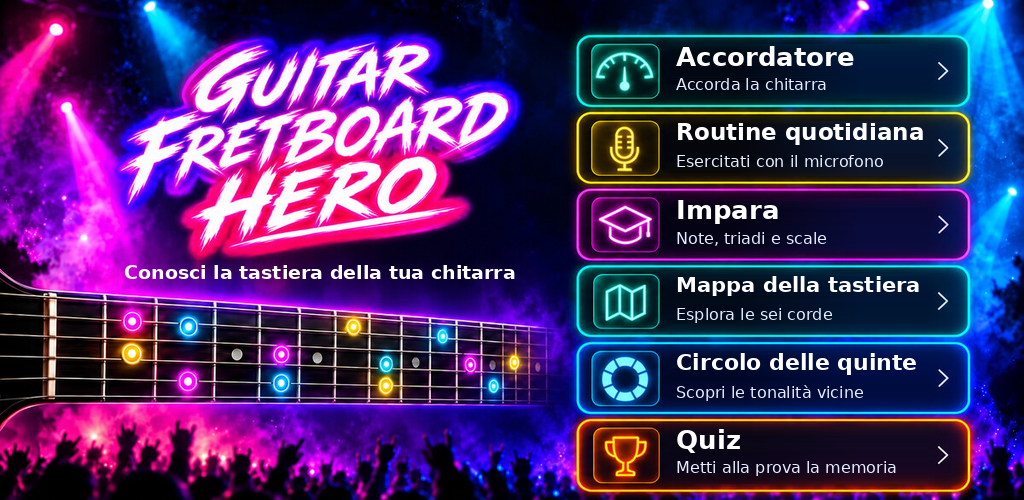 GUITAR
FRETBOARD
HERO
Conosci la tastiera della tua chitarra
Accordatore
Accorda la chitarra
Routine quotidiana
Esercitati con il microfono
Impara
Note, triadi e scale
Mappa della tastiera
Esplora le sei corde
Circolo delle quinte
Scopri le tonalità vicine
Quiz
Metti alla prova la memoria